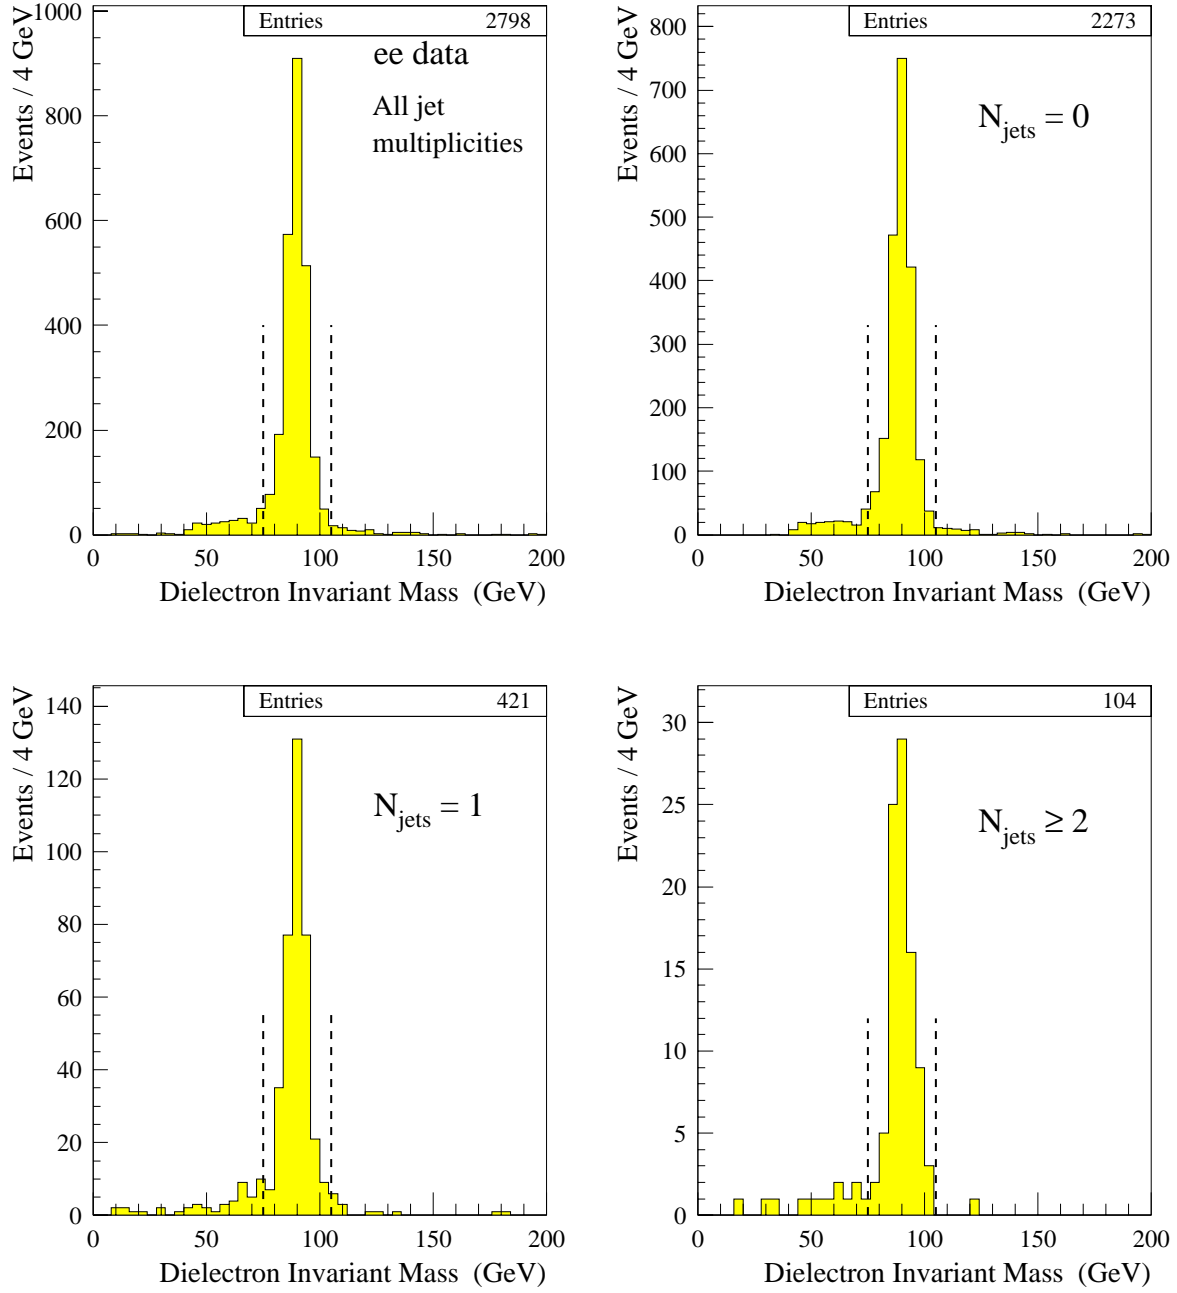 Entries 2798
ee data
All jet
multiplicities
Events / 4 GeV
1000
800
600
400
200
0
0 50 100 150 200
Dielectron Invariant Mass (GeV)
Entries 2273
N_jets = 0
Events / 4 GeV
800
700
600
500
400
300
200
100
0
0 50 100 150 200
Dielectron Invariant Mass (GeV)
Entries 421
N_jets = 1
Events / 4 GeV
140
120
100
80
60
40
20
0
0 50 100 150 200
Dielectron Invariant Mass (GeV)
Entries 104
N_jets ≥ 2
Events / 4 GeV
30
25
20
15
10
5
0
0 50 100 150 200
Dielectron Invariant Mass (GeV)